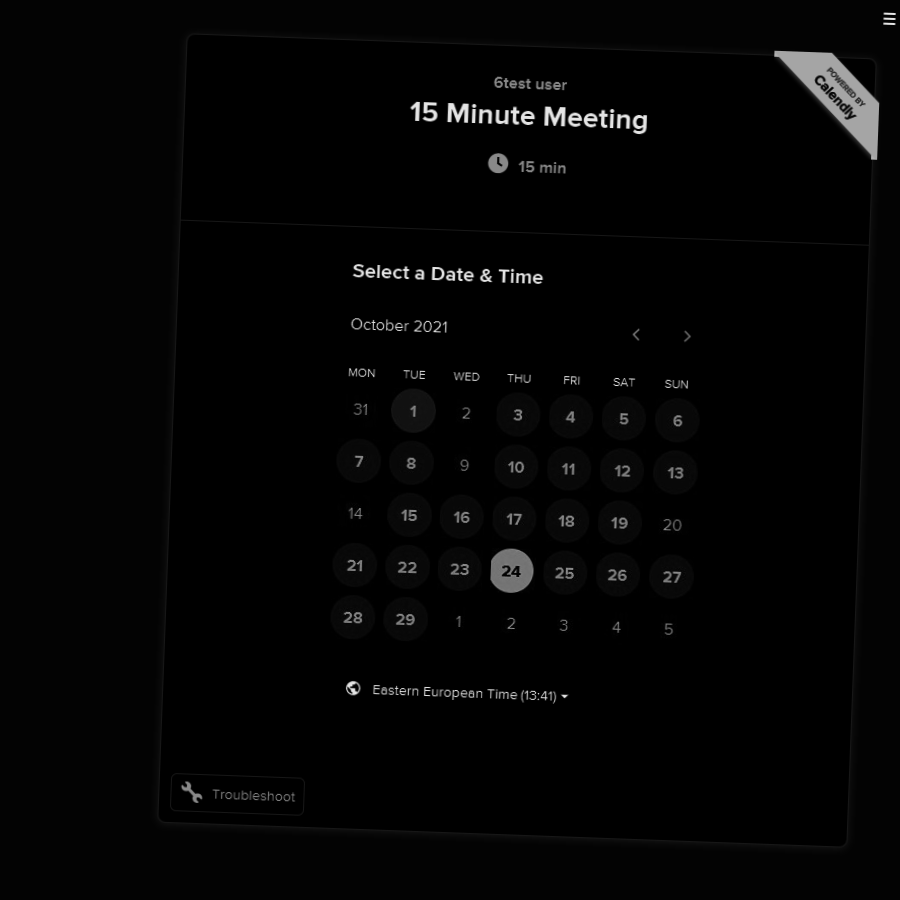 6test user
15 Minute Meeting
15 min
POWERED BY
Calendly
Select a Date & Time
October 2021
MON TUE WED THU FRI SAT SUN
31 1 2 3 4 5 6
7 8 9 10 11 12 13
14 15 16 17 18 19 20
21 22 23 24 25 26 27
28 29 1 2 3 4 5
Eastern European Time (13:41)
Troubleshoot